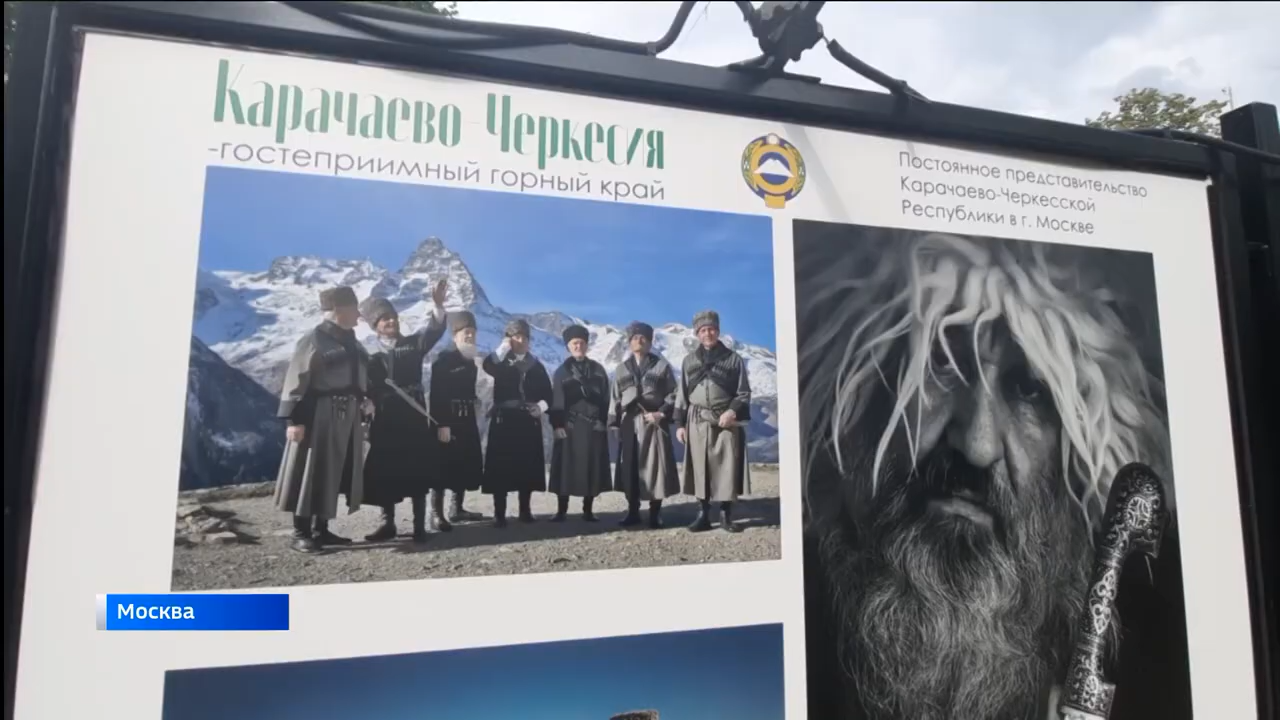 Карачаево-Черкесия
-гостеприимный горный край
Постоянное представительство
Карачаево-Черкесской
Республики в г. Москве
Москва